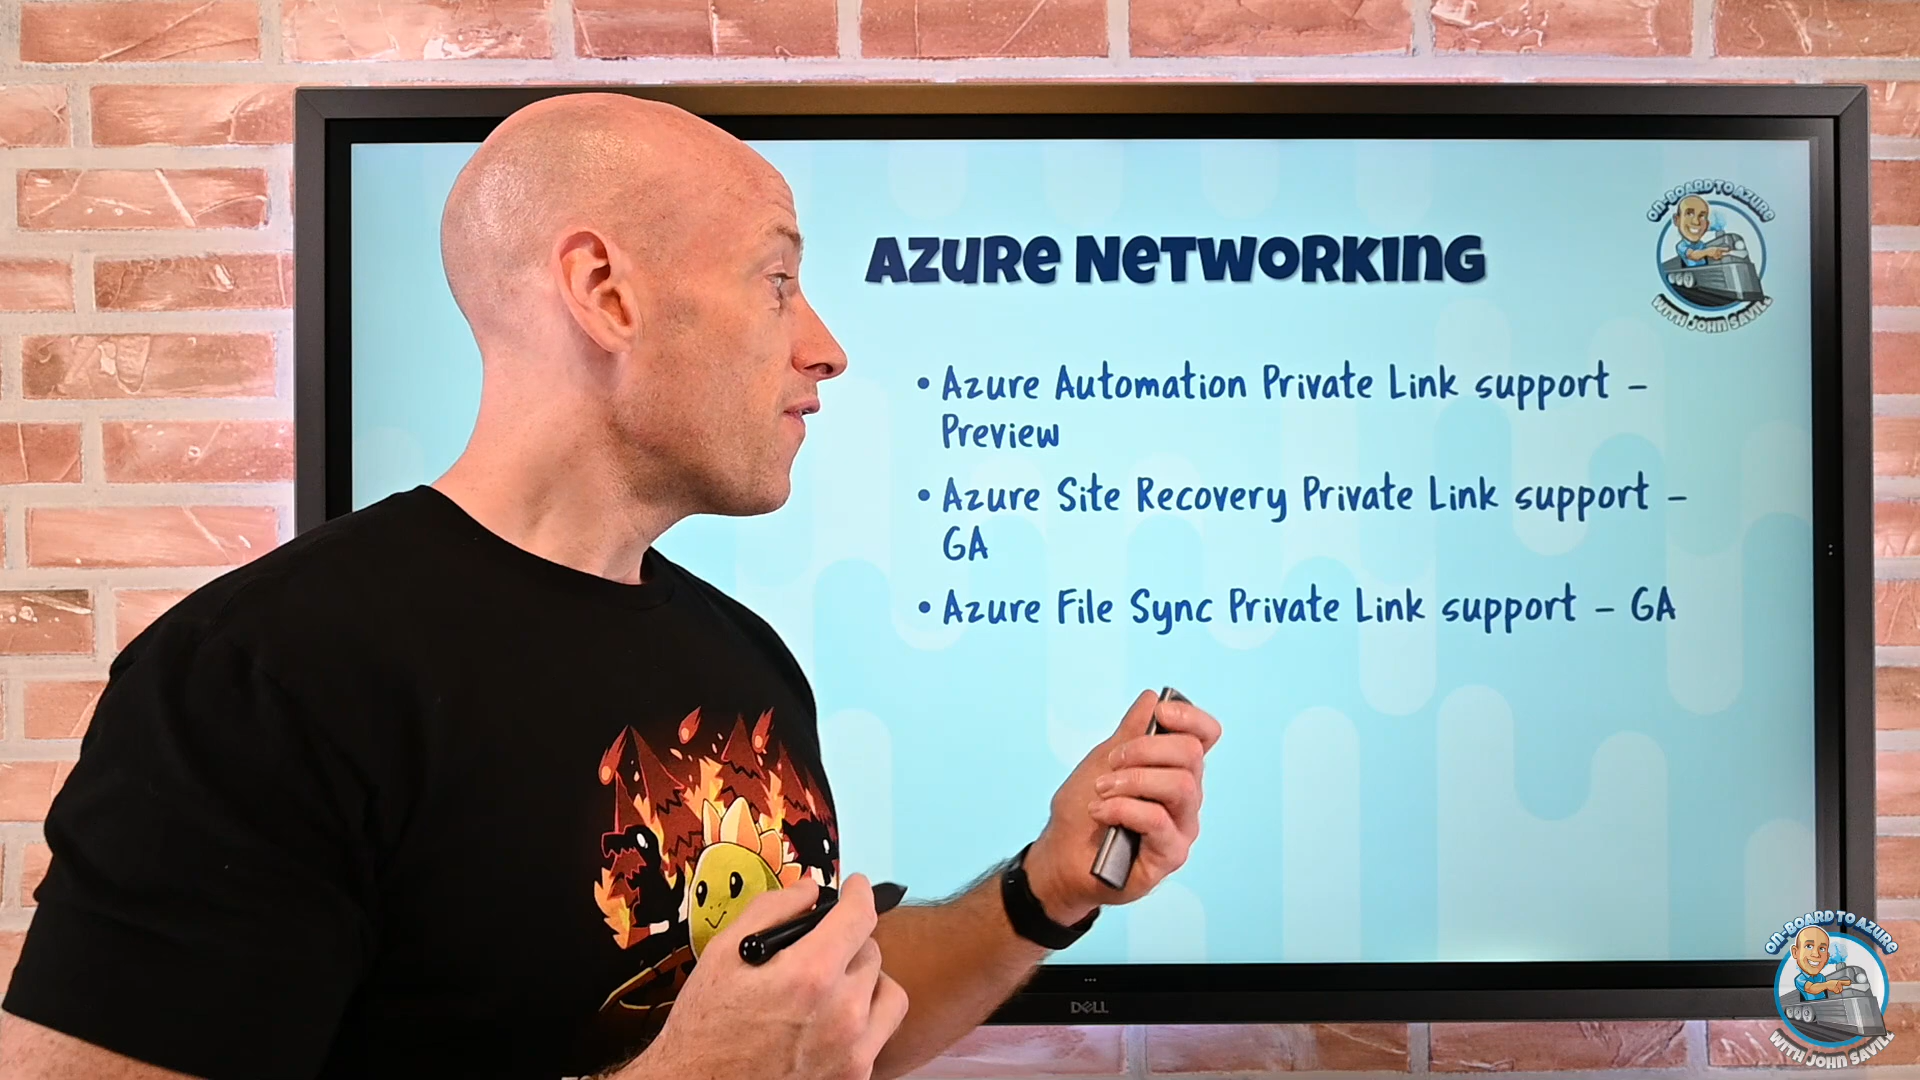 ON-BOARD TO AZURE
WITH JOHN SAVILL
AZURE NETWORKING
• Azure Automation Private Link support –
Preview
• Azure Site Recovery Private Link support –
GA
• Azure File Sync Private Link support – GA
DELL
ON-BOARD TO AZURE
WITH JOHN SAVILL